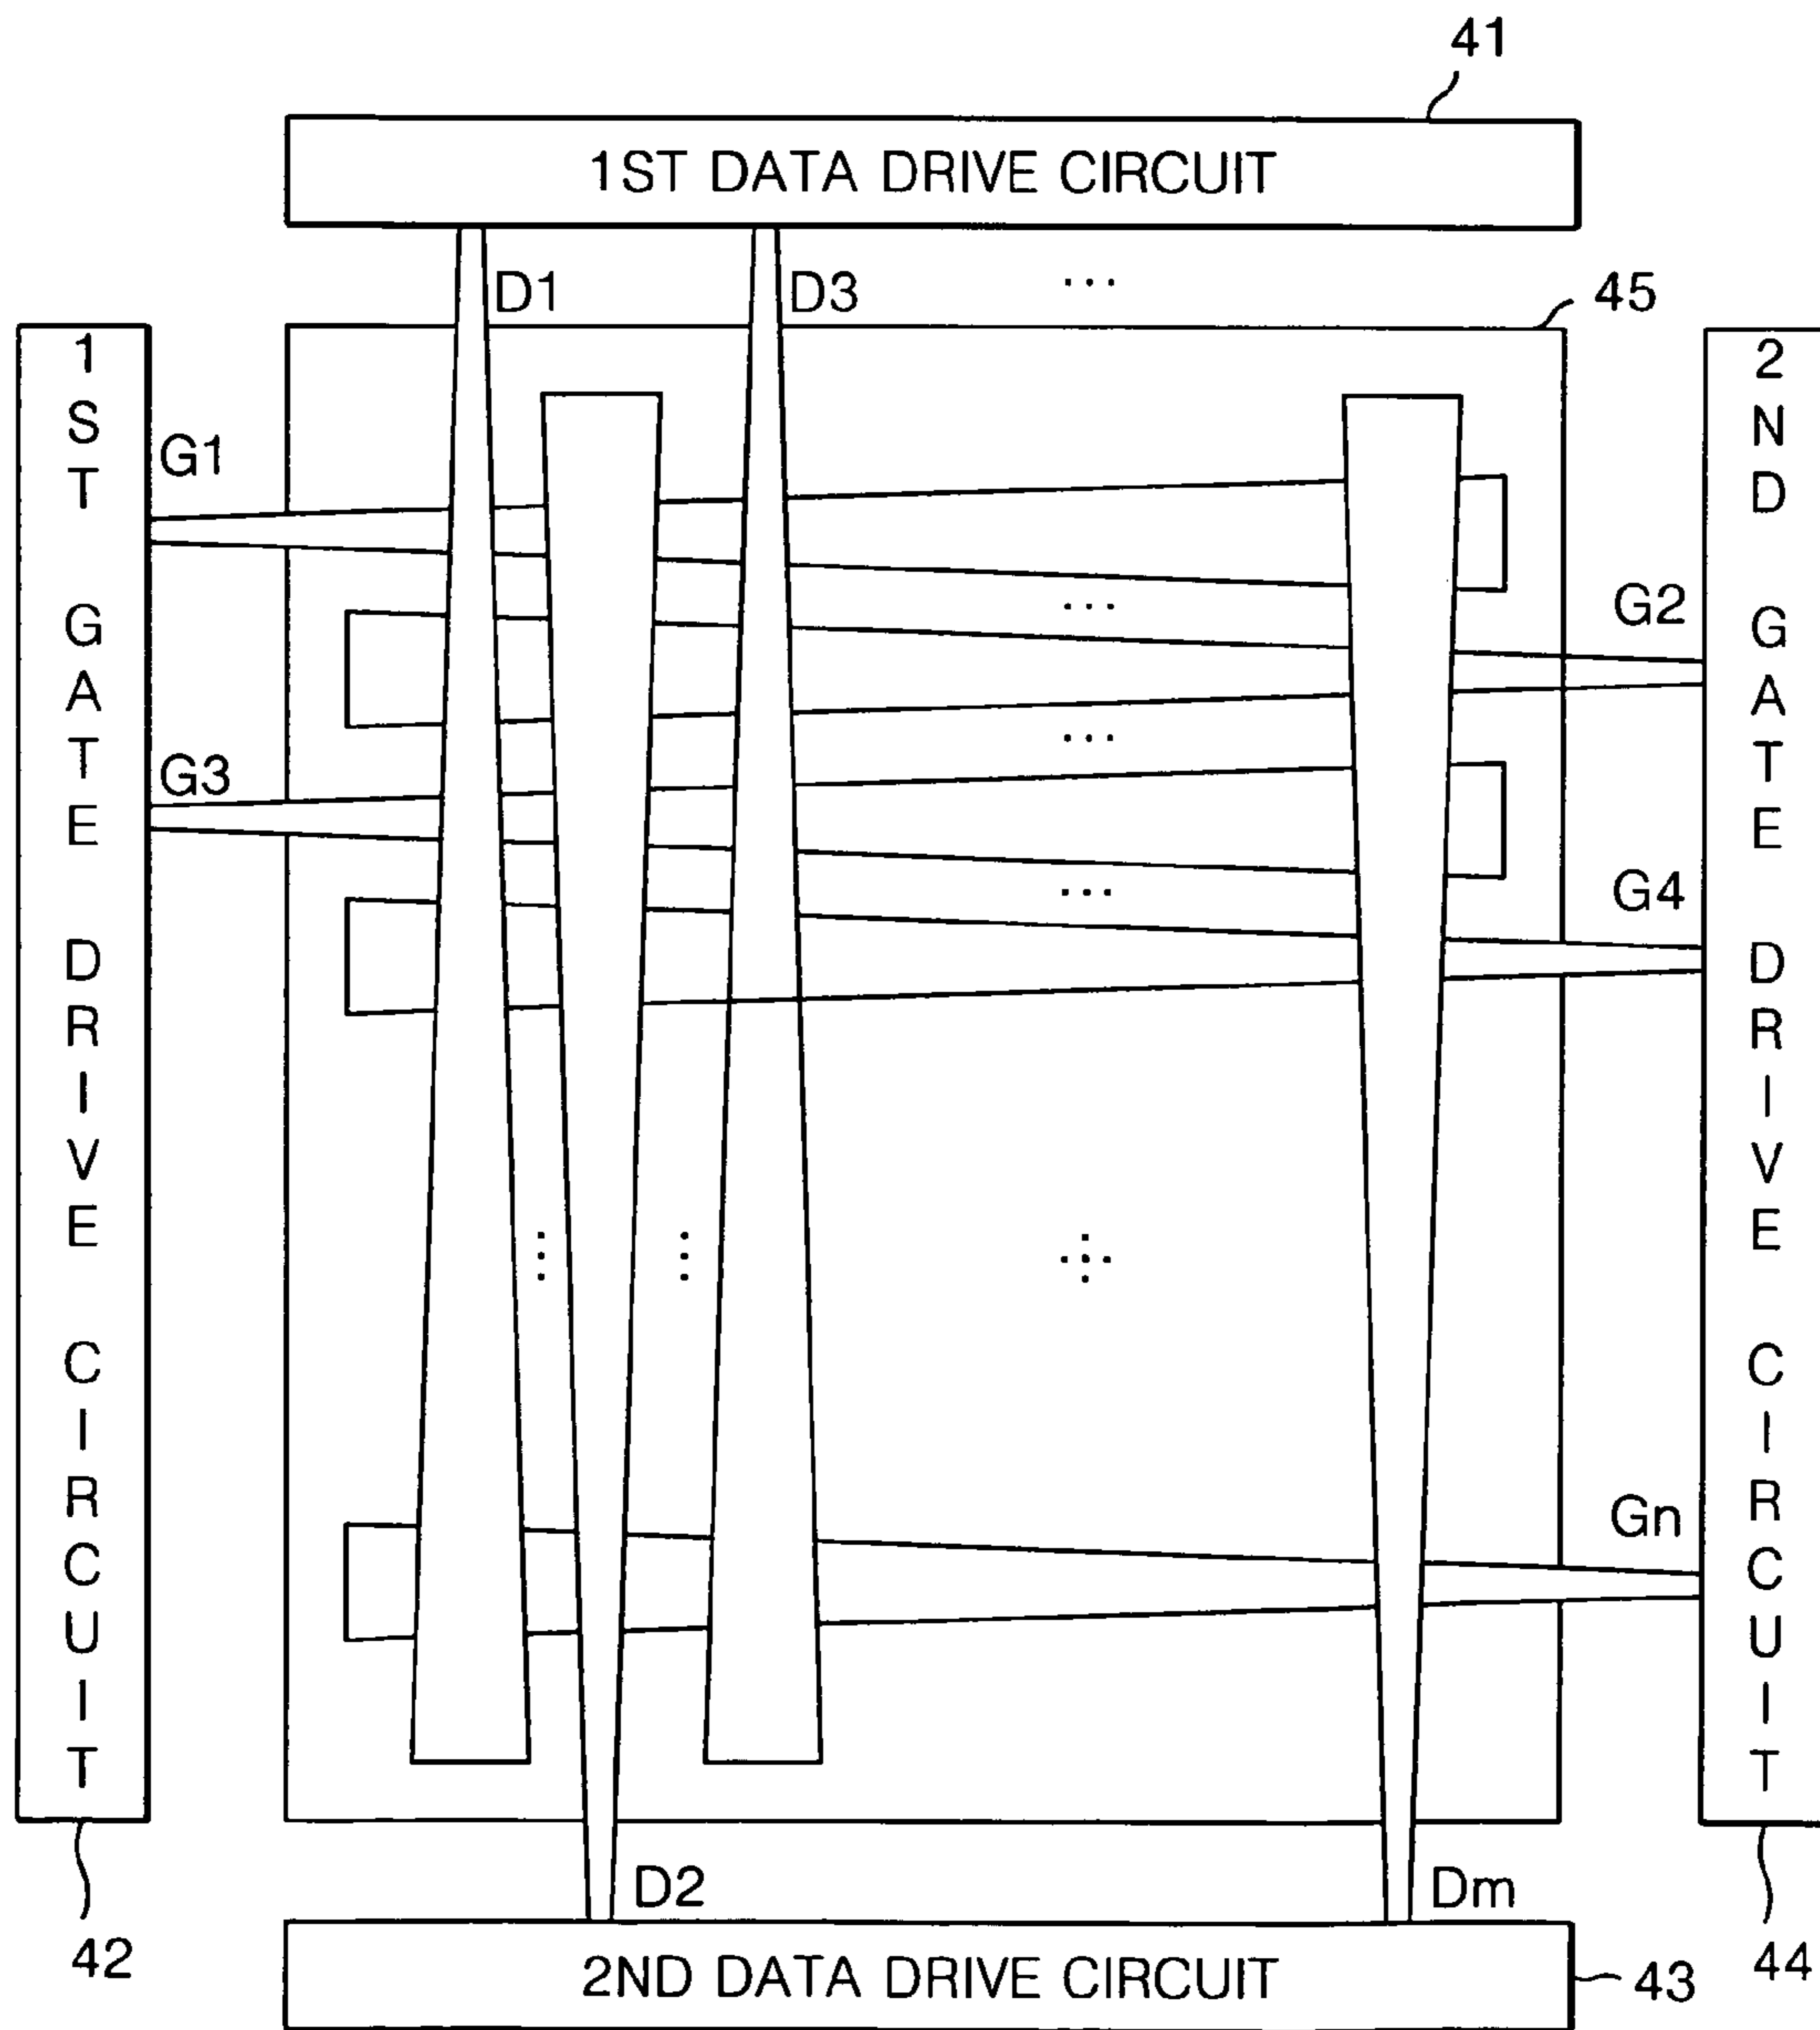 41
1ST DATA DRIVE CIRCUIT
D1
D3
...
45
1ST GATE DRIVE CIRCUIT
2ND GATE DRIVE CIRCUIT
G1
...
G2
...
G3
...
G4
Gn
D2
Dm
42
2ND DATA DRIVE CIRCUIT
43
44